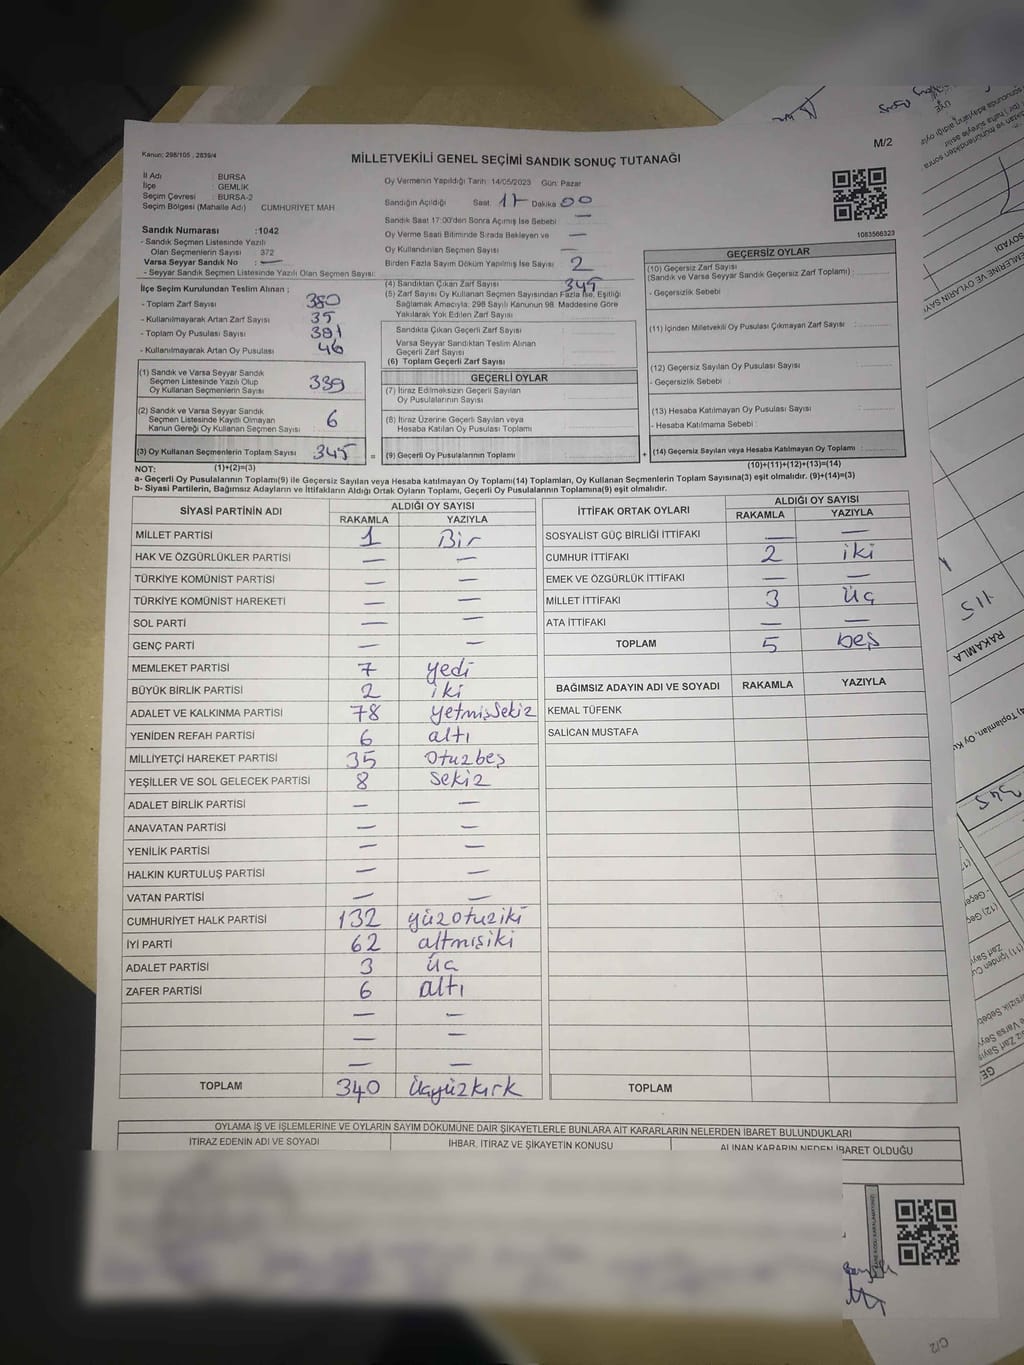 Kanun: 298/105 , 2839/4
MİLLETVEKİLİ GENEL SEÇİMİ SANDIK SONUÇ TUTANAĞI
M/2
İl Adı : BURSA
İlçe : GEMLİK
Seçim Çevresi : BURSA-2
Seçim Bölgesi (Mahalle Adı) CUMHURİYET MAH.
Sandık Numarası :1042
- Sandık Seçmen Listesinde Yazılı
Olan Seçmenlerin Sayısı : 372
Varsa Seyyar Sandık No : —
- Seyyar Sandık Seçmen Listesinde Yazılı Olan Seçmen Sayısı:
Oy Vermenin Yapıldığı Tarih: 14/05/2023 Gün: Pazar
Sandığın Açıldığı Saat: 17 Dakika 00
Sandık Saat 17:00'den Sonra Açılmış İse Sebebi —
Oy Verme Saati Bitiminde Sırada Bekleyen ve —
Oy Kullandırılan Seçmen Sayısı —
Birden Fazla Sayım Döküm Yapılmış İse Sayısı 2
1083566323
İlçe Seçim Kurulundan Teslim Alınan ;
- Toplam Zarf Sayısı : 380
- Kullanılmayarak Artan Zarf Sayısı : 35
- Toplam Oy Pusulası Sayısı : 391
- Kullanılmayarak Artan Oy Pusulası : 46
(1) Sandık ve Varsa Seyyar Sandık
Seçmen Listesinde Yazılı Olup
Oy Kullanan Seçmenlerin Sayısı : 339
(2) Sandık ve Varsa Seyyar Sandık
Seçmen Listesinde Kayıtlı Olmayan
Kanun Gereği Oy Kullanan Seçmen Sayısı : 6
(3) Oy Kullanan Seçmenlerin Toplam Sayısı 345 =
(4) Sandıktan Çıkan Zarf Sayısı : 345
(5) Zarf Sayısı Oy Kullanan Seçmen Sayısından Fazla İse, Eşitliği
Sağlamak Amacıyla; 298 Sayılı Kanunun 98. Maddesine Göre
Yakılarak Yok Edilen Zarf Sayısı :
Sandıkta Çıkan Geçerli Zarf Sayısı :
Varsa Seyyar Sandıktan Teslim Alınan
Geçerli Zarf Sayısı
(6) Toplam Geçerli Zarf Sayısı :
GEÇERLİ OYLAR
(7) İtiraz Edilmeksizin Geçerli Sayılan
Oy Pusulalarının Sayısı :
(8) İtiraz Üzerine Geçerli Sayılan veya
Hesaba Katılan Oy Pusulası Toplamı :
(9) Geçerli Oy Pusulalarının Toplamı : +
GEÇERSİZ OYLAR
(10) Geçersiz Zarf Sayısı
(Sandık ve Varsa Seyyar Sandık Geçersiz Zarf Toplamı) :
- Geçersizlik Sebebi :
(11) İçinden Milletvekili Oy Pusulası Çıkmayan Zarf Sayısı :
(12) Geçersiz Sayılan Oy Pusulası Sayısı :
- Geçersizlik Sebebi :
(13) Hesaba Katılmayan Oy Pusulası Sayısı :
- Hesaba Katılmama Sebebi :
(14) Geçersiz Sayılan veya Hesaba Katılmayan Oy Toplamı :
NOT: (1)+(2)=(3) (10)+(11)+(12)+(13)=(14)
a- Geçerli Oy Pusulalarının Toplamı(9) ile Geçersiz Sayılan veya Hesaba katılmayan Oy Toplamı(14) Toplamları, Oy Kullanan Seçmenlerin Toplam Sayısına(3) eşit olmalıdır. (9)+(14)=(3)
b- Siyasi Partilerin, Bağımsız Adayların ve İttifakların Aldığı Ortak Oyların Toplamı, Geçerli Oy Pusulalarının Toplamına(9) eşit olmalıdır.
SİYASİ PARTİNİN ADI ALDIĞI OY SAYISI
RAKAMLA YAZIYLA
MİLLET PARTİSİ 1 Bir
HAK VE ÖZGÜRLÜKLER PARTİSİ — —
TÜRKİYE KOMÜNİST PARTİSİ — —
TÜRKİYE KOMÜNİST HAREKETİ — —
SOL PARTİ — —
GENÇ PARTİ — —
MEMLEKET PARTİSİ 7 yedi
BÜYÜK BİRLİK PARTİSİ 2 iki
ADALET VE KALKINMA PARTİSİ 78 yetmişsekiz
YENİDEN REFAH PARTİSİ 6 altı
MİLLİYETÇİ HAREKET PARTİSİ 35 otuzbeş
YEŞİLLER VE SOL GELECEK PARTİSİ 8 sekiz
ADALET BİRLİK PARTİSİ — —
ANAVATAN PARTİSİ — —
YENİLİK PARTİSİ — —
HALKIN KURTULUŞ PARTİSİ — —
VATAN PARTİSİ — —
CUMHURİYET HALK PARTİSİ 132 yüzotuziki
İYİ PARTİ 62 altmışiki
ADALET PARTİSİ 3 üç
ZAFER PARTİSİ 6 altı
— —
— —
— —
TOPLAM 340 üçyüzkırk
İTTİFAK ORTAK OYLARI ALDIĞI OY SAYISI
RAKAMLA YAZIYLA
SOSYALİST GÜÇ BİRLİĞİ İTTİFAKI — —
CUMHUR İTTİFAKI 2 iki
EMEK VE ÖZGÜRLÜK İTTİFAKI — —
MİLLET İTTİFAKI 3 üç
ATA İTTİFAKI — —
TOPLAM 5 beş
BAĞIMSIZ ADAYIN ADI VE SOYADI RAKAMLA YAZIYLA
KEMAL TÜFENK
SALİCAN MUSTAFA
TOPLAM
OYLAMA İŞ VE İŞLEMLERİNE VE OYLARIN SAYIM DÖKÜMÜNE DAİR ŞİKAYETLERLE BUNLARA AİT KARARLARIN NELERDEN İBARET BULUNDUKLARI
İTİRAZ EDENİN ADI VE SOYADI İHBAR, İTİRAZ VE ŞİKAYETİN KONUSU ALINAN KARARIN NEDEN İBARET OLDUĞU
ÜYE
115
RAKAMLA
345
C/2